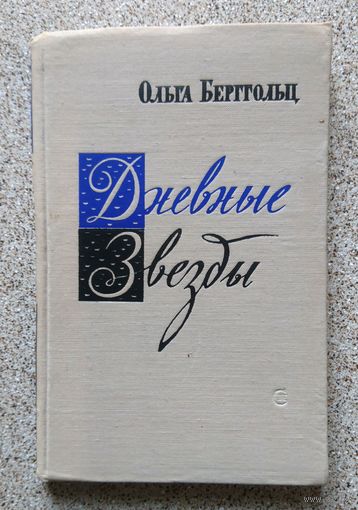 Ольга Берггольц
Дневные
Звезды